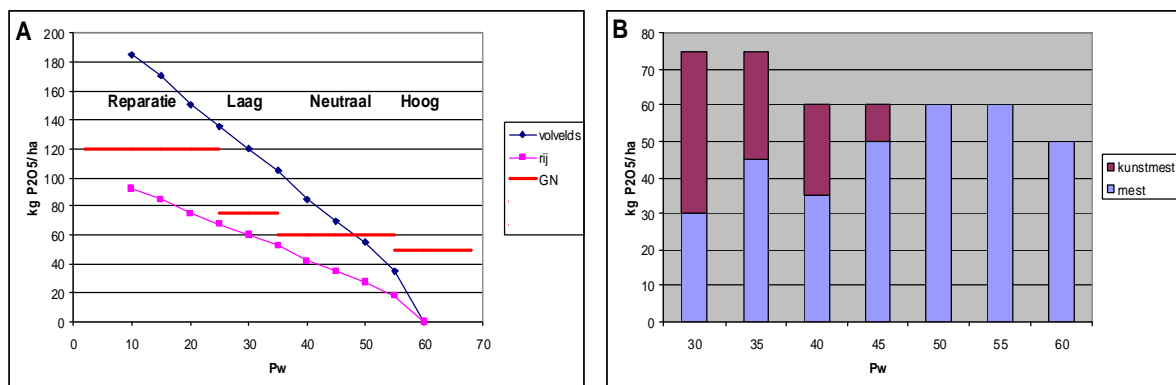 A
kg P2O5/ha
200
180
160
140
120
100
80
60
40
20
0
Reparatie Laag Neutraal Hoog
0 10 20 30 40 50 60 70
Pw
volvelds
rij
GN
B
kg P2O5/ha
80
70
60
50
40
30
20
10
0
30 35 40 45 50 55 60
Pw
kunstmest
mest